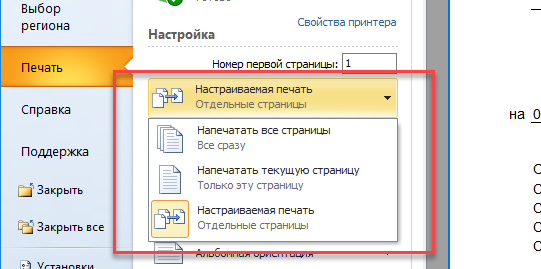 Выбор
региона
Печать
Справка
Поддержка
Закрыть
Закрыть все
Установки
Готово
Свойства принтера
Настройка
Номер первой страницы: 1
Настраиваемая печать
Отдельные страницы
Напечатать все страницы
Все сразу
Напечатать текущую страницу
Только эту страницу
Настраиваемая печать
Отдельные страницы
Альбомная ориентация
на 0
О
О
О
О
О